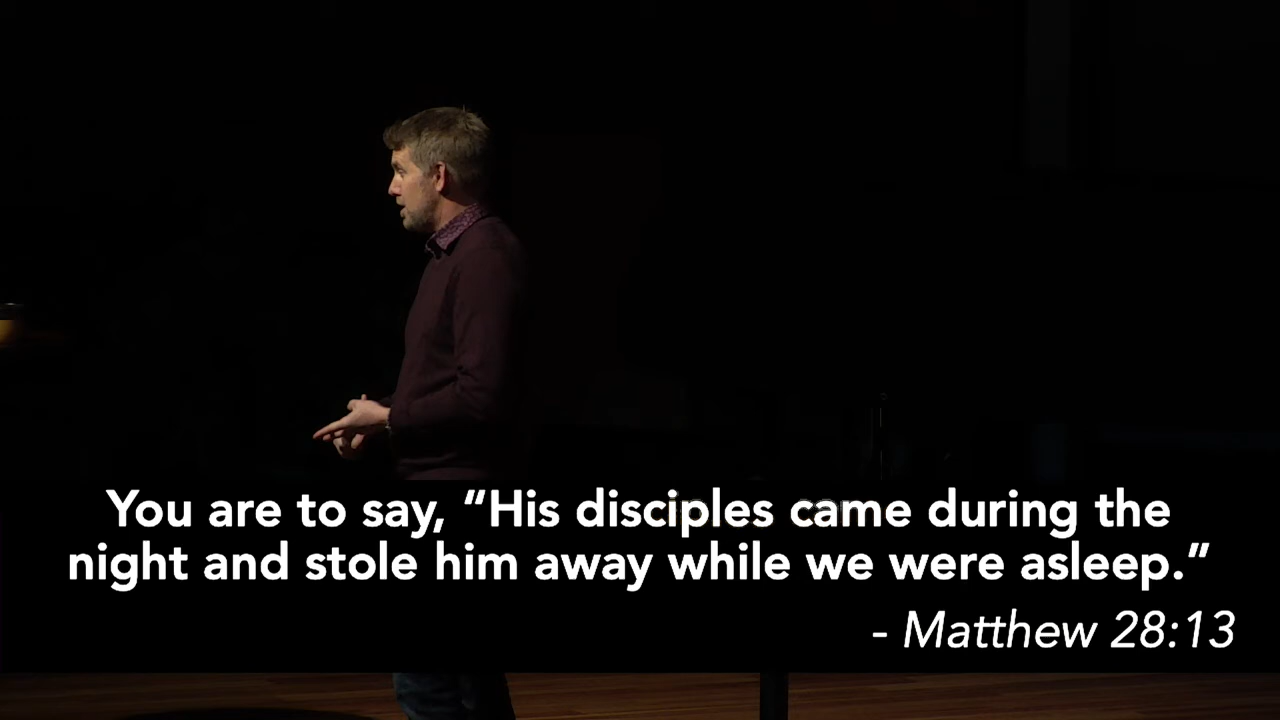 You are to say, “His disciples came during the
night and stole him away while we were asleep.”
- Matthew 28:13